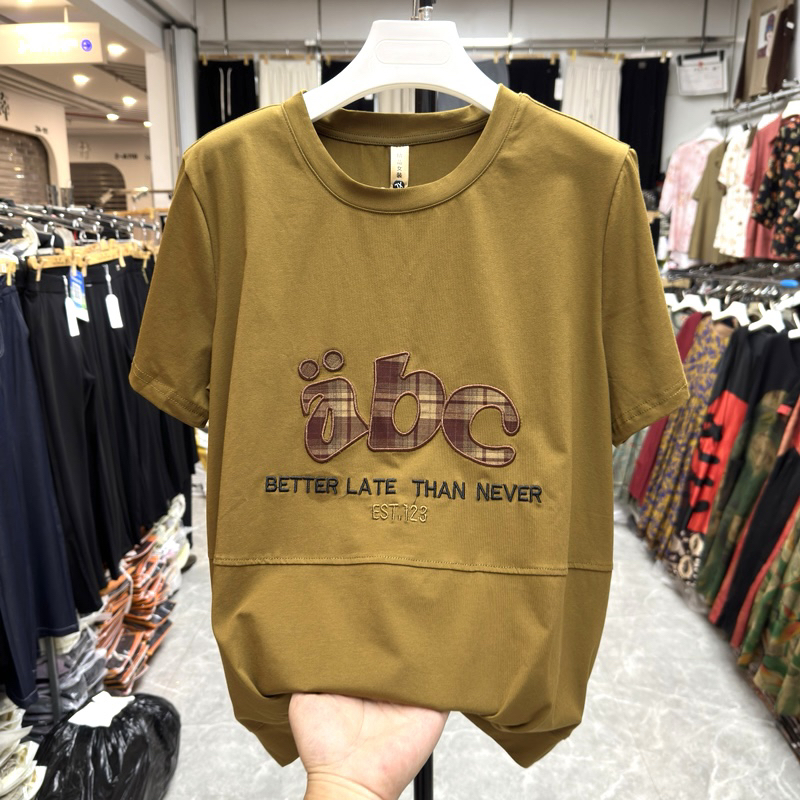 äbc
BETTER LATE THAN NEVER
EST.123